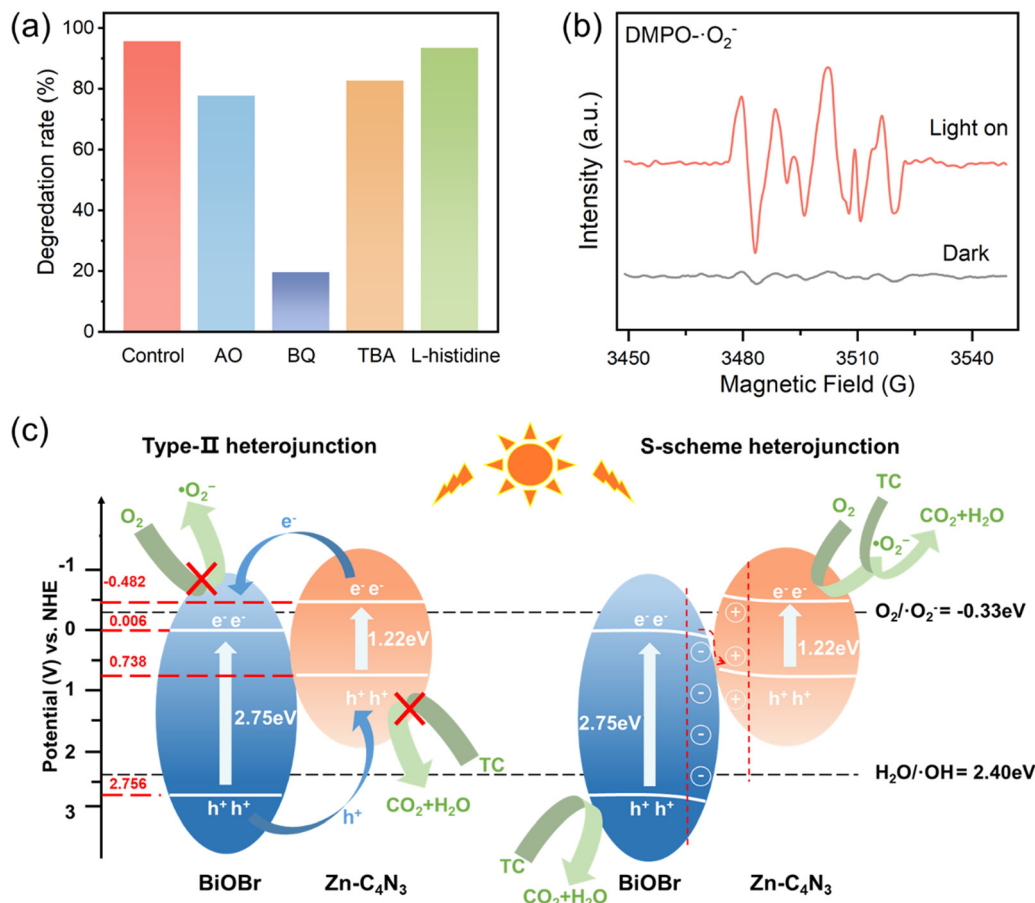 (a)
Degredation rate (%)
100
80
60
40
20
0
Control AO BQ TBA L-histidine
(b)
DMPO-·O₂⁻
Intensity (a.u.)
Light on
Dark
3450 3480 3510 3540
Magnetic Field (G)
(c)
Type-II heterojunction
S-scheme heterojunction
Potential (V) vs. NHE
-1
0
1
2
3
-0.482
0.006
0.738
2.756
O₂
•O₂⁻
e⁻
e⁻ e⁻
e⁻ e⁻
1.22eV
2.75eV
h⁺ h⁺
h⁺ h⁺
h⁺
TC
CO₂+H₂O
BiOBr
Zn-C₄N₃
O₂
TC
•O₂⁻
CO₂+H₂O
e⁻ e⁻
e⁻ e⁻
1.22eV
2.75eV
h⁺ h⁺
h⁺ h⁺
+
+
+
-
-
-
-
O₂/·O₂⁻= -0.33eV
H₂O/·OH= 2.40eV
TC
CO₂+H₂O
BiOBr
Zn-C₄N₃